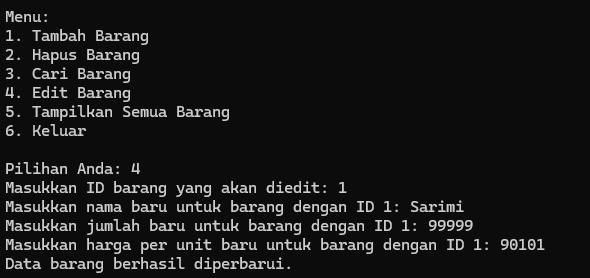 Menu:
1. Tambah Barang
2. Hapus Barang
3. Cari Barang
4. Edit Barang
5. Tampilkan Semua Barang
6. Keluar
Pilihan Anda: 4
Masukkan ID barang yang akan diedit: 1
Masukkan nama baru untuk barang dengan ID 1: Sarimi
Masukkan jumlah baru untuk barang dengan ID 1: 99999
Masukkan harga per unit baru untuk barang dengan ID 1: 90101
Data barang berhasil diperbarui.